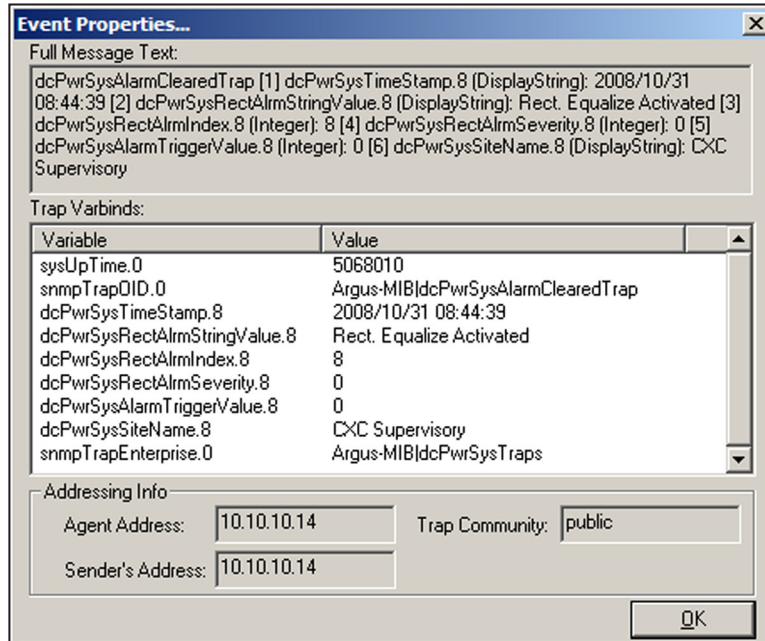 Event Properties...
Full Message Text:
dcPwrSysAlarmClearedTrap [1] dcPwrSysTimeStamp.8 (DisplayString): 2008/10/31
08:44:39 [2] dcPwrSysRectAlrmStringValue.8 (DisplayString): Rect. Equalize Activated [3]
dcPwrSysRectAlrmIndex.8 (Integer): 8 [4] dcPwrSysRectAlrmSeverity.8 (Integer): 0 [5]
dcPwrSysAlarmTriggerValue.8 (Integer): 0 [6] dcPwrSysSiteName.8 (DisplayString): CXC
Supervisory
Trap Varbinds:
Variable Value
sysUpTime.0 5068010
snmpTrapOID.0 Argus-MIB|dcPwrSysAlarmClearedTrap
dcPwrSysTimeStamp.8 2008/10/31 08:44:39
dcPwrSysRectAlrmStringValue.8 Rect. Equalize Activated
dcPwrSysRectAlrmIndex.8 8
dcPwrSysRectAlrmSeverity.8 0
dcPwrSysAlarmTriggerValue.8 0
dcPwrSysSiteName.8 CXC Supervisory
snmpTrapEnterprise.0 Argus-MIB|dcPwrSysTraps
Addressing Info
Agent Address: 10.10.10.14 Trap Community: public
Sender's Address: 10.10.10.14
OK